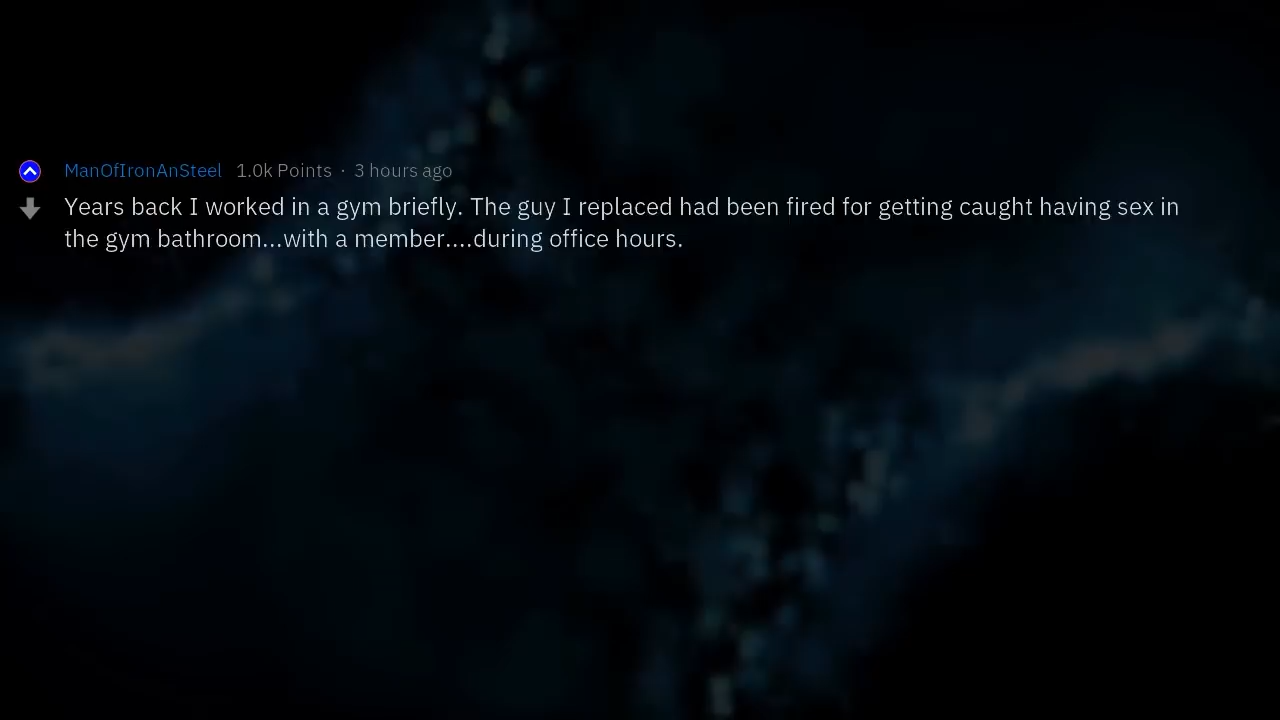 ManOfIronAnSteel 1.0k Points · 3 hours ago
Years back I worked in a gym briefly. The guy I replaced had been fired for getting caught having sex in
the gym bathroom...with a member....during office hours.